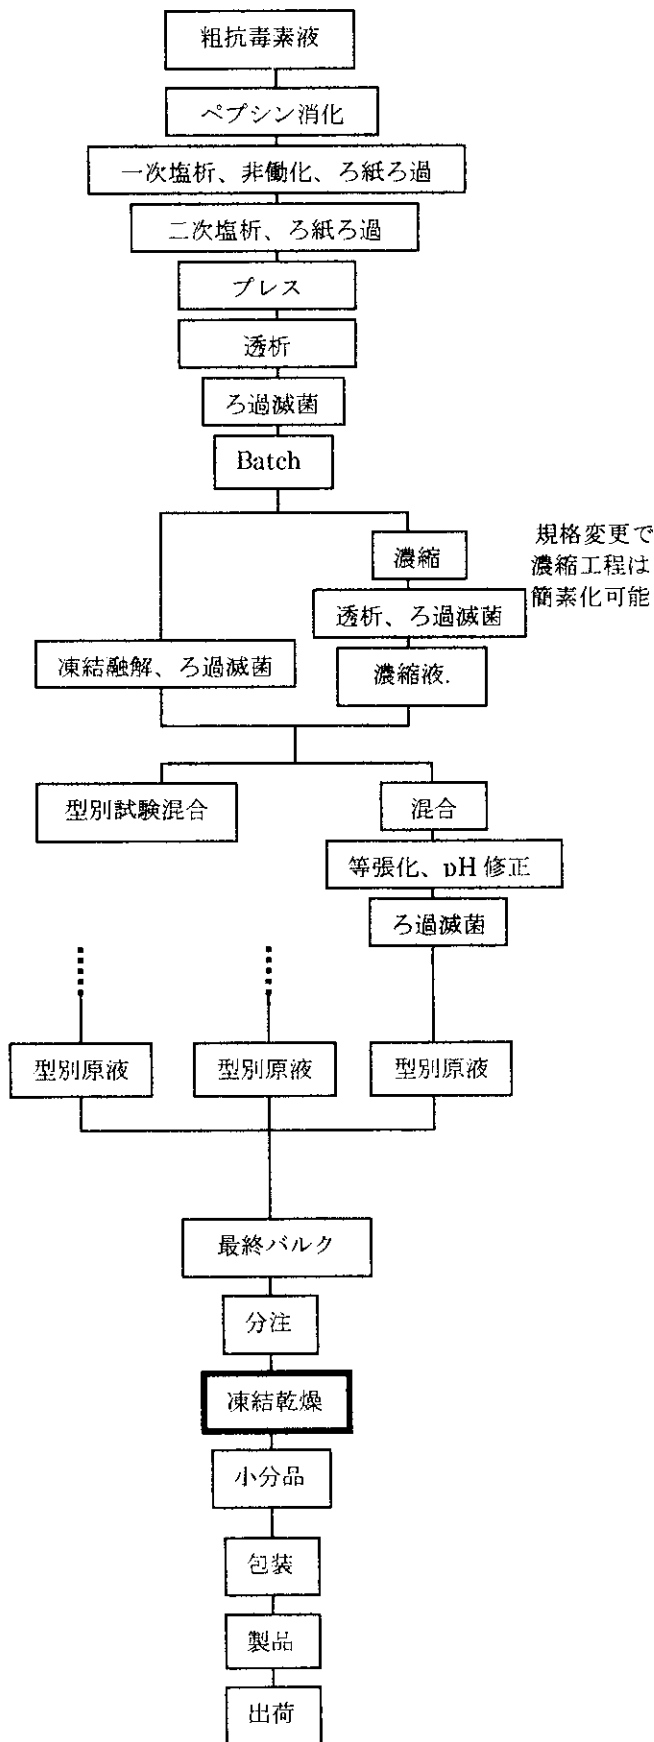 粗抗毒素液
ペプシン消化
一次塩析、非働化、ろ紙ろ過
二次塩析、ろ紙ろ過
プレス
透析
ろ過滅菌
Batch
濃縮
規格変更で
濃縮工程は
簡素化可能
透析、ろ過滅菌
凍結融解、ろ過滅菌
濃縮液.
型別試験混合
混合
等張化、pH 修正
ろ過滅菌
型別原液
型別原液
型別原液
最終バルク
分注
凍結乾燥
小分品
包装
製品
出荷